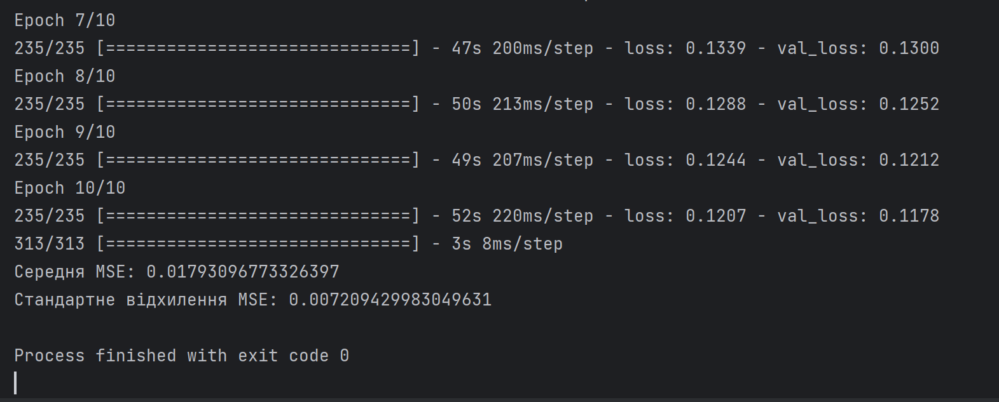 Epoch 7/10
235/235 [==============================] - 47s 200ms/step - loss: 0.1339 - val_loss: 0.1300
Epoch 8/10
235/235 [==============================] - 50s 213ms/step - loss: 0.1288 - val_loss: 0.1252
Epoch 9/10
235/235 [==============================] - 49s 207ms/step - loss: 0.1244 - val_loss: 0.1212
Epoch 10/10
235/235 [==============================] - 52s 220ms/step - loss: 0.1207 - val_loss: 0.1178
313/313 [==============================] - 3s 8ms/step
Середня MSE: 0.01793096773326397
Стандартне відхилення MSE: 0.007209429983049631
Process finished with exit code 0